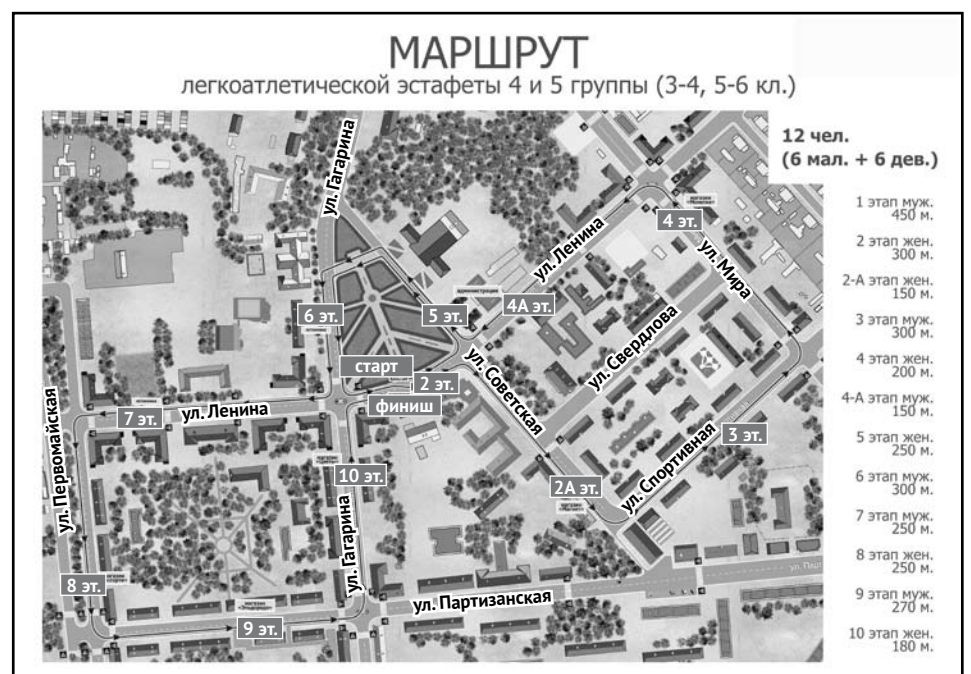 МАРШРУТ
легкоатлетической эстафеты 4 и 5 группы (3-4, 5-6 кл.)
12 чел.
(6 мал. + 6 дев.)
1 этап муж.
450 м.
2 этап жен.
300 м.
2-А этап жен.
150 м.
3 этап муж.
300 м.
4 этап жен.
200 м.
4-А этап муж.
150 м.
5 этап жен.
250 м.
6 этап муж.
300 м.
7 этап муж.
250 м.
8 этап жен.
250 м.
9 этап муж.
270 м.
10 этап жен.
180 м.
ул. Гагарина
ул. Ленина
4 эт.
ул. Мира
администрация
4А эт.
6 эт.
5 эт.
ул. Свердлова
старт
2 эт.
финиш
ул. Советская
7 эт.
ул. Ленина
ул. Первомайская
10 эт.
3 эт.
ул. Спортивная
2А эт.
магазин
«Магнит»
ул. Гагарина
8 эт.
9 эт.
ул. Партизанская